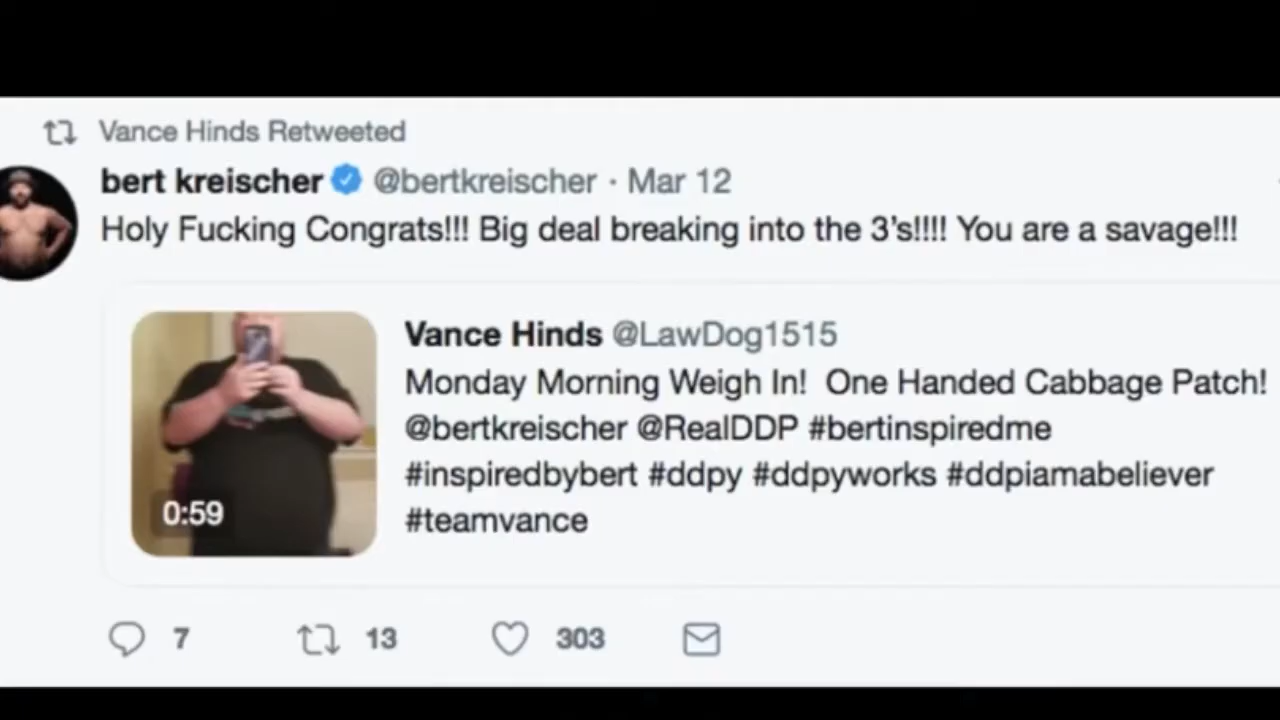 Vance Hinds Retweeted
bert kreischer @bertkreischer · Mar 12
Holy Fucking Congrats!!! Big deal breaking into the 3's!!!! You are a savage!!!
Vance Hinds @LawDog1515
Monday Morning Weigh In!  One Handed Cabbage Patch!
@bertkreischer @RealDDP #bertinspiredme
#inspiredbybert #ddpy #ddpyworks #ddpiamabeliever
#teamvance
0:59
7 13 303